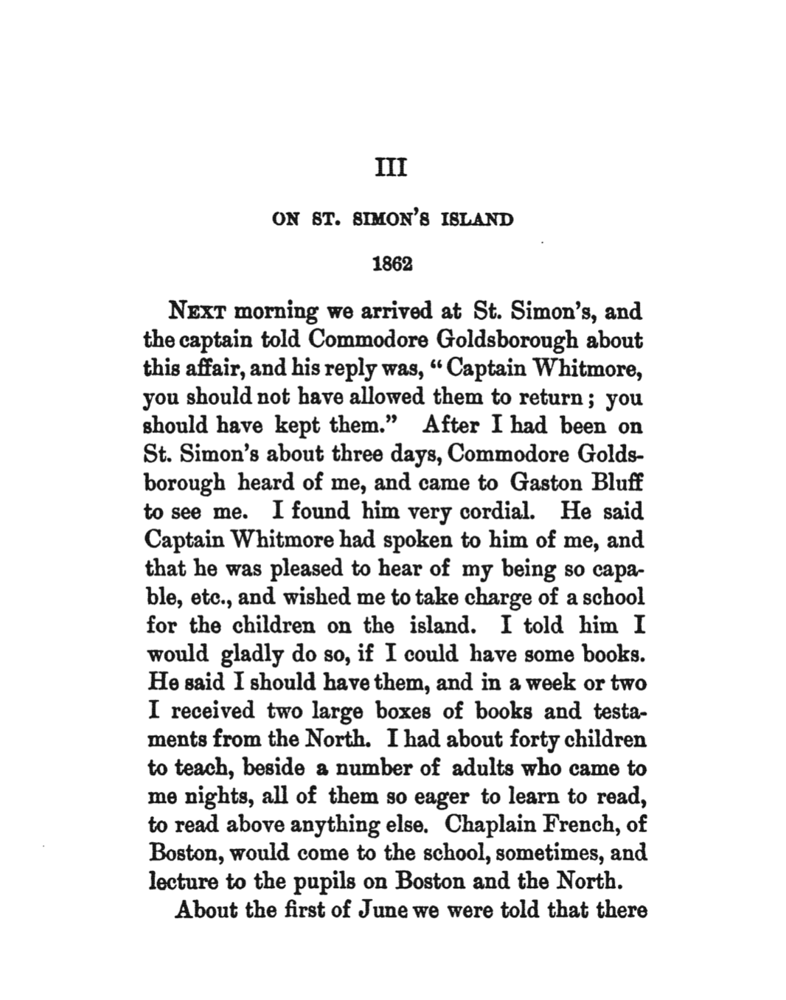 III
ON ST. SIMON'S ISLAND
1862
NEXT morning we arrived at St. Simon's, and
the captain told Commodore Goldsborough about
this affair, and his reply was, “Captain Whitmore,
you should not have allowed them to return; you
should have kept them.” After I had been on
St. Simon's about three days, Commodore Golds-
borough heard of me, and came to Gaston Bluff
to see me. I found him very cordial. He said
Captain Whitmore had spoken to him of me, and
that he was pleased to hear of my being so capa-
ble, etc., and wished me to take charge of a school
for the children on the island. I told him I
would gladly do so, if I could have some books.
He said I should have them, and in a week or two
I received two large boxes of books and testa-
ments from the North. I had about forty children
to teach, beside a number of adults who came to
me nights, all of them so eager to learn to read,
to read above anything else. Chaplain French, of
Boston, would come to the school, sometimes, and
lecture to the pupils on Boston and the North.
About the first of June we were told that there